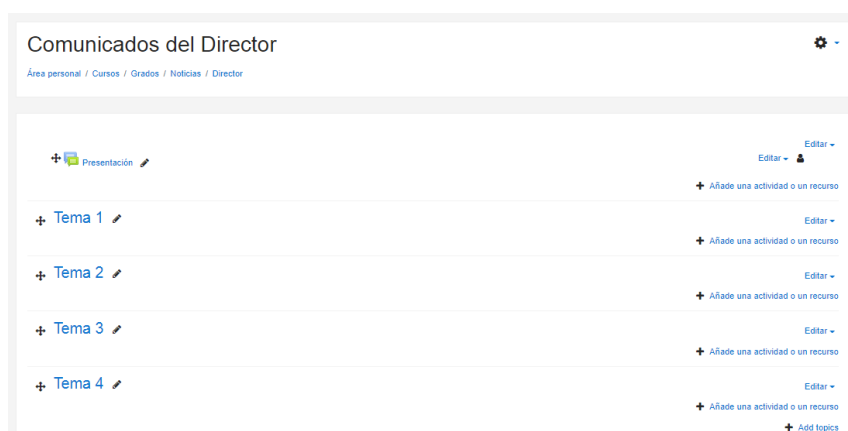 Comunicados del Director
Área personal / Cursos / Grados / Noticias / Director
Editar
Presentación
Editar
Añade una actividad o un recurso
Tema 1
Editar
Añade una actividad o un recurso
Tema 2
Editar
Añade una actividad o un recurso
Tema 3
Editar
Añade una actividad o un recurso
Tema 4
Editar
Añade una actividad o un recurso
Add topics